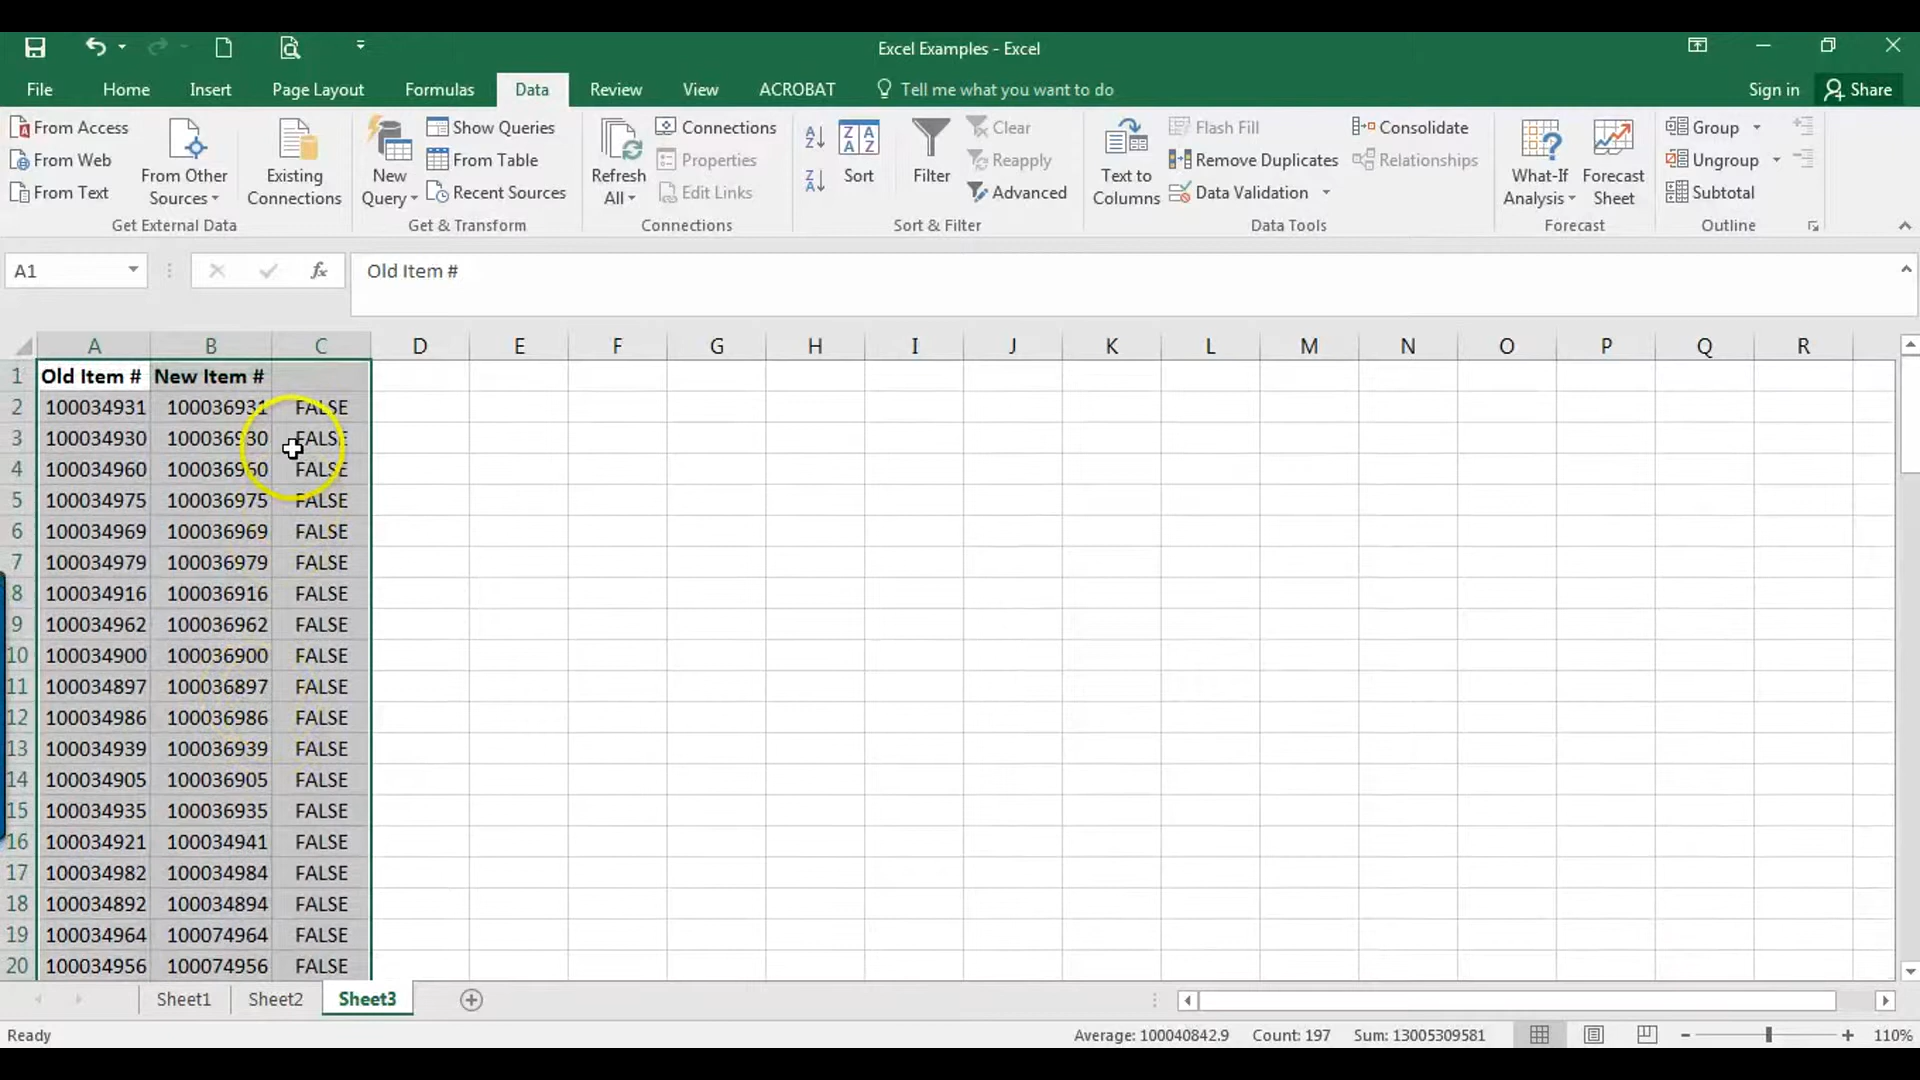 Excel Examples - Excel
File Home Insert Page Layout Formulas Data Review View ACROBAT Tell me what you want to do Sign in Share
From Access
From Web
From Text
From Other Sources
Existing Connections
Get External Data
New Query
Show Queries
From Table
Recent Sources
Get & Transform
Refresh All
Connections
Properties
Edit Links
Connections
A Z
Z A
Sort
Filter
Clear
Reapply
Advanced
Sort & Filter
Text to Columns
Flash Fill
Remove Duplicates
Data Validation
Consolidate
Relationships
Data Tools
What-If Analysis
Forecast Sheet
Forecast
Group
Ungroup
Subtotal
Outline
A1 fx Old Item #
A B C D E F G H I J K L M N O P Q R
1 Old Item # New Item #
2 100034931 100036931 FALSE
3 100034930 100036930 FALSE
4 100034960 100036960 FALSE
5 100034975 100036975 FALSE
6 100034969 100036969 FALSE
7 100034979 100036979 FALSE
8 100034916 100036916 FALSE
9 100034962 100036962 FALSE
10 100034900 100036900 FALSE
11 100034897 100036897 FALSE
12 100034986 100036986 FALSE
13 100034939 100036939 FALSE
14 100034905 100036905 FALSE
15 100034935 100036935 FALSE
16 100034921 100034941 FALSE
17 100034982 100034984 FALSE
18 100034892 100034894 FALSE
19 100034964 100074964 FALSE
20 100034956 100074956 FALSE
Sheet1 Sheet2 Sheet3
Ready Average: 100040842.9 Count: 197 Sum: 13005309581 110%